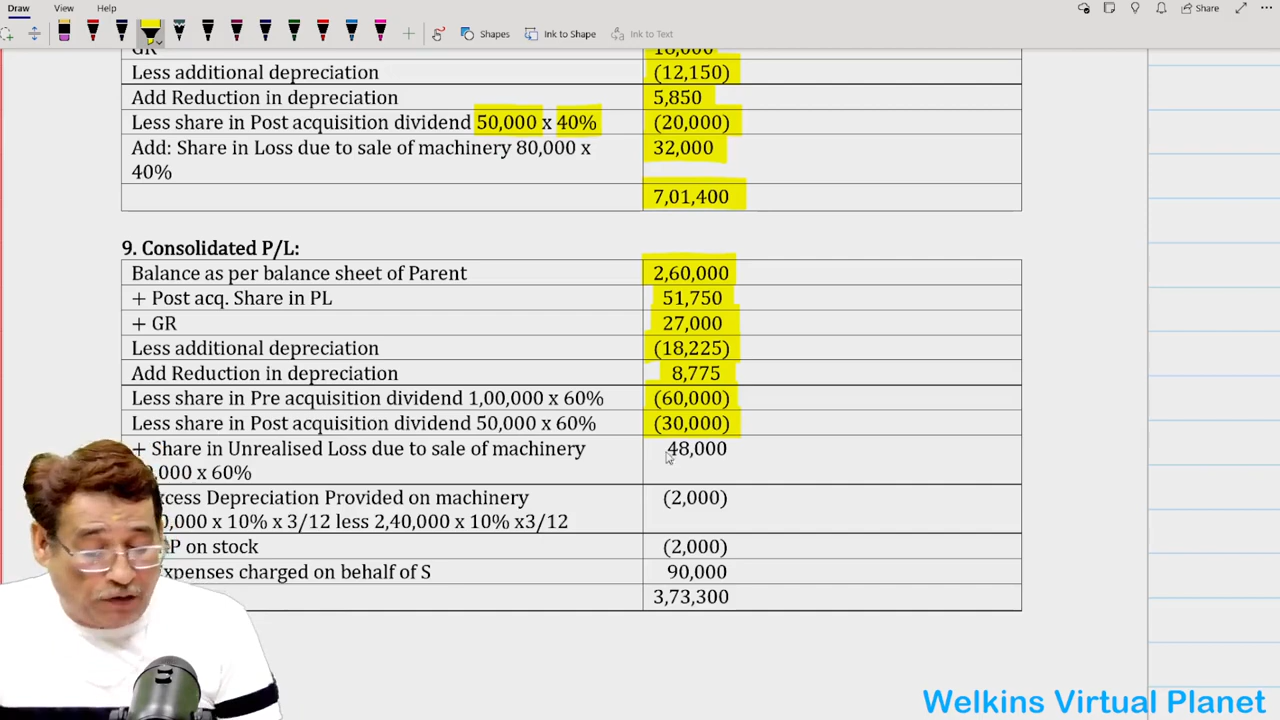 Draw View Help
Share
Shapes Ink to Shape Ink to Text
GR 18,000
Less additional depreciation (12,150)
Add Reduction in depreciation 5,850
Less share in Post acquisition dividend 50,000 x 40% (20,000)
Add: Share in Loss due to sale of machinery 80,000 x 32,000
40%
7,01,400
9. Consolidated P/L:
Balance as per balance sheet of Parent 2,60,000
+ Post acq. Share in PL 51,750
+ GR 27,000
Less additional depreciation (18,225)
Add Reduction in depreciation 8,775
Less share in Pre acquisition dividend 1,00,000 x 60% (60,000)
Less share in Post acquisition dividend 50,000 x 60% (30,000)
+ Share in Unrealised Loss due to sale of machinery 48,000
,000 x 60%
Depreciation Provided on machinery (2,000)
0,000 x 10% x 3/12 less 2,40,000 x 10% x3/12
P on stock (2,000)
xpenses charged on behalf of S 90,000
3,73,300
Welkins Virtual Planet